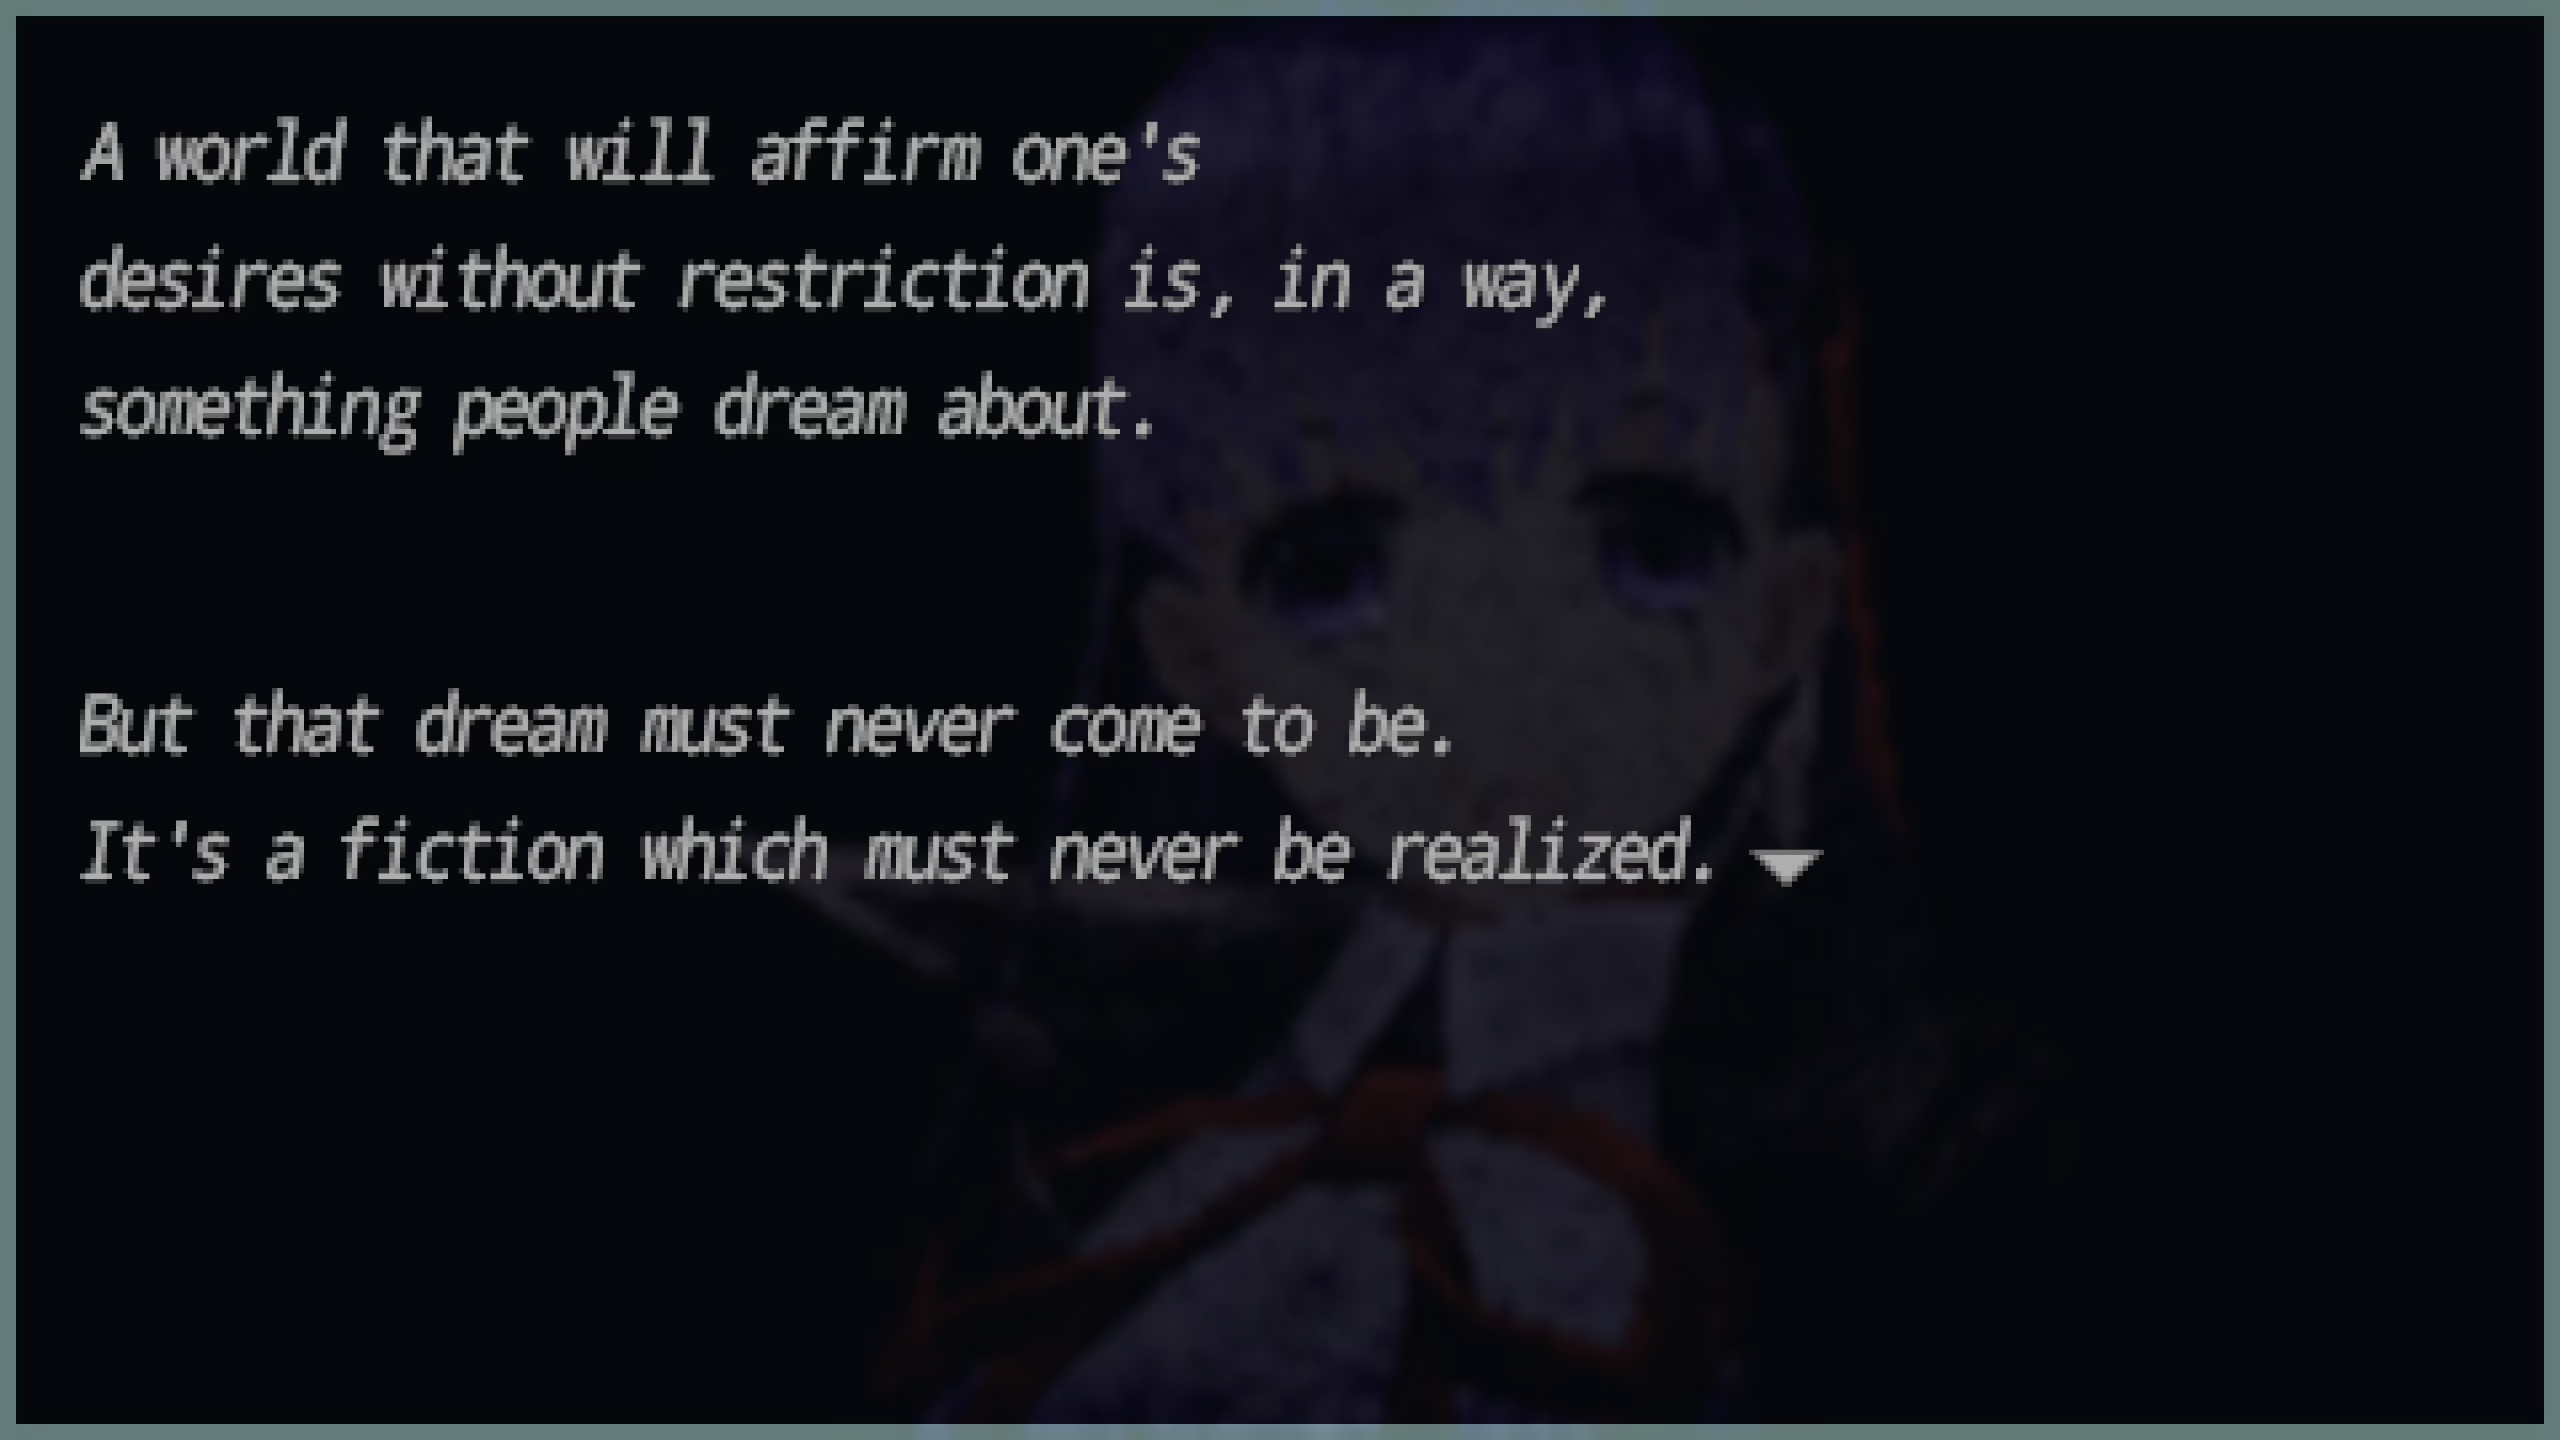 A world that will affirm one's
desires without restriction is, in a way,
something people dream about.
But that dream must never come to be.
It's a fiction which must never be realized.